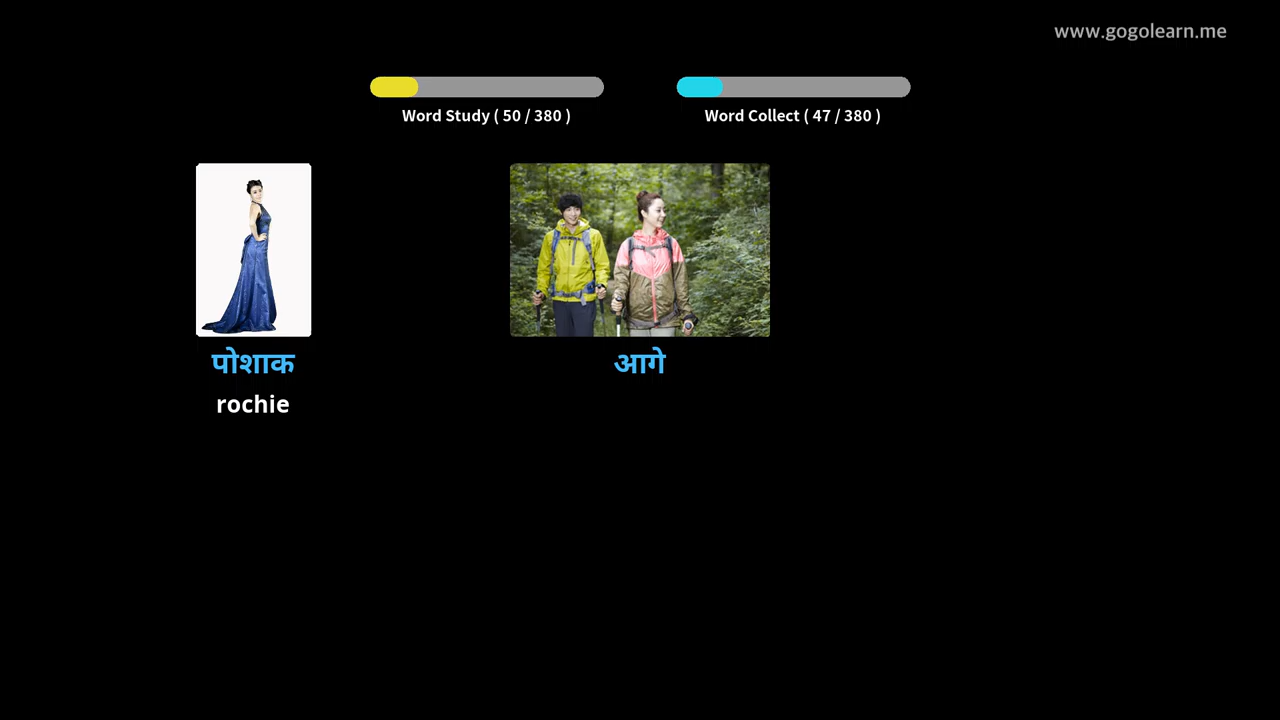 www.gogolearn.me
Word Study ( 50 / 380 )
Word Collect ( 47 / 380 )
पोशाक
rochie
आगे